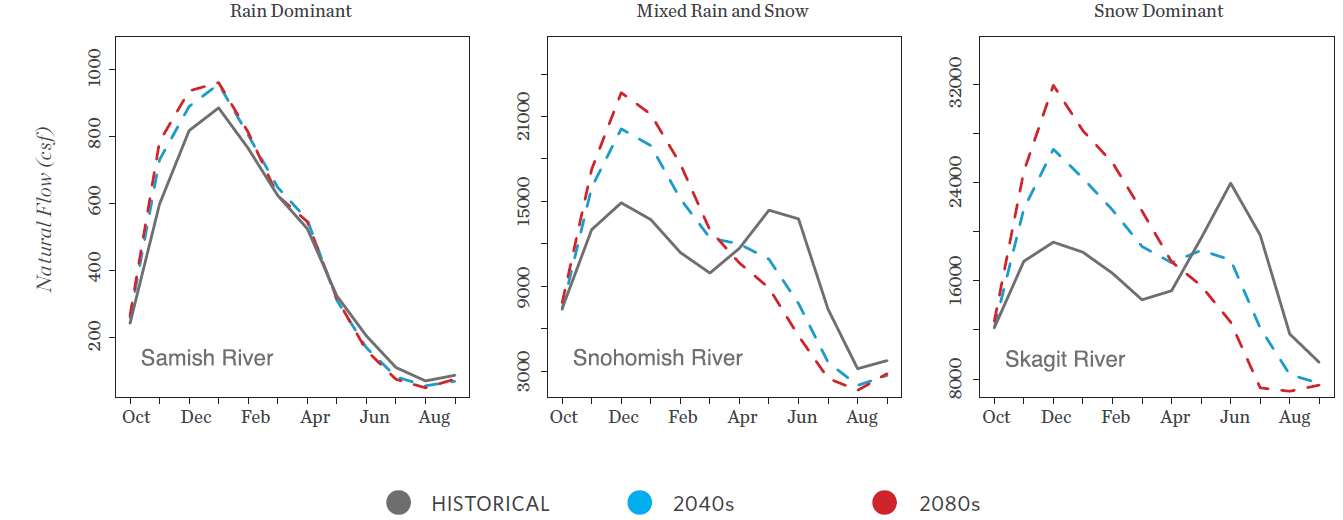 Rain Dominant
Mixed Rain and Snow
Snow Dominant
Natural Flow (csf)
1000
800
600
400
200
Samish River
Oct Dec Feb Apr Jun Aug
21000
15000
9000
3000
Snohomish River
Oct Dec Feb Apr Jun Aug
32000
24000
16000
8000
Skagit River
Oct Dec Feb Apr Jun Aug
HISTORICAL 2040s 2080s